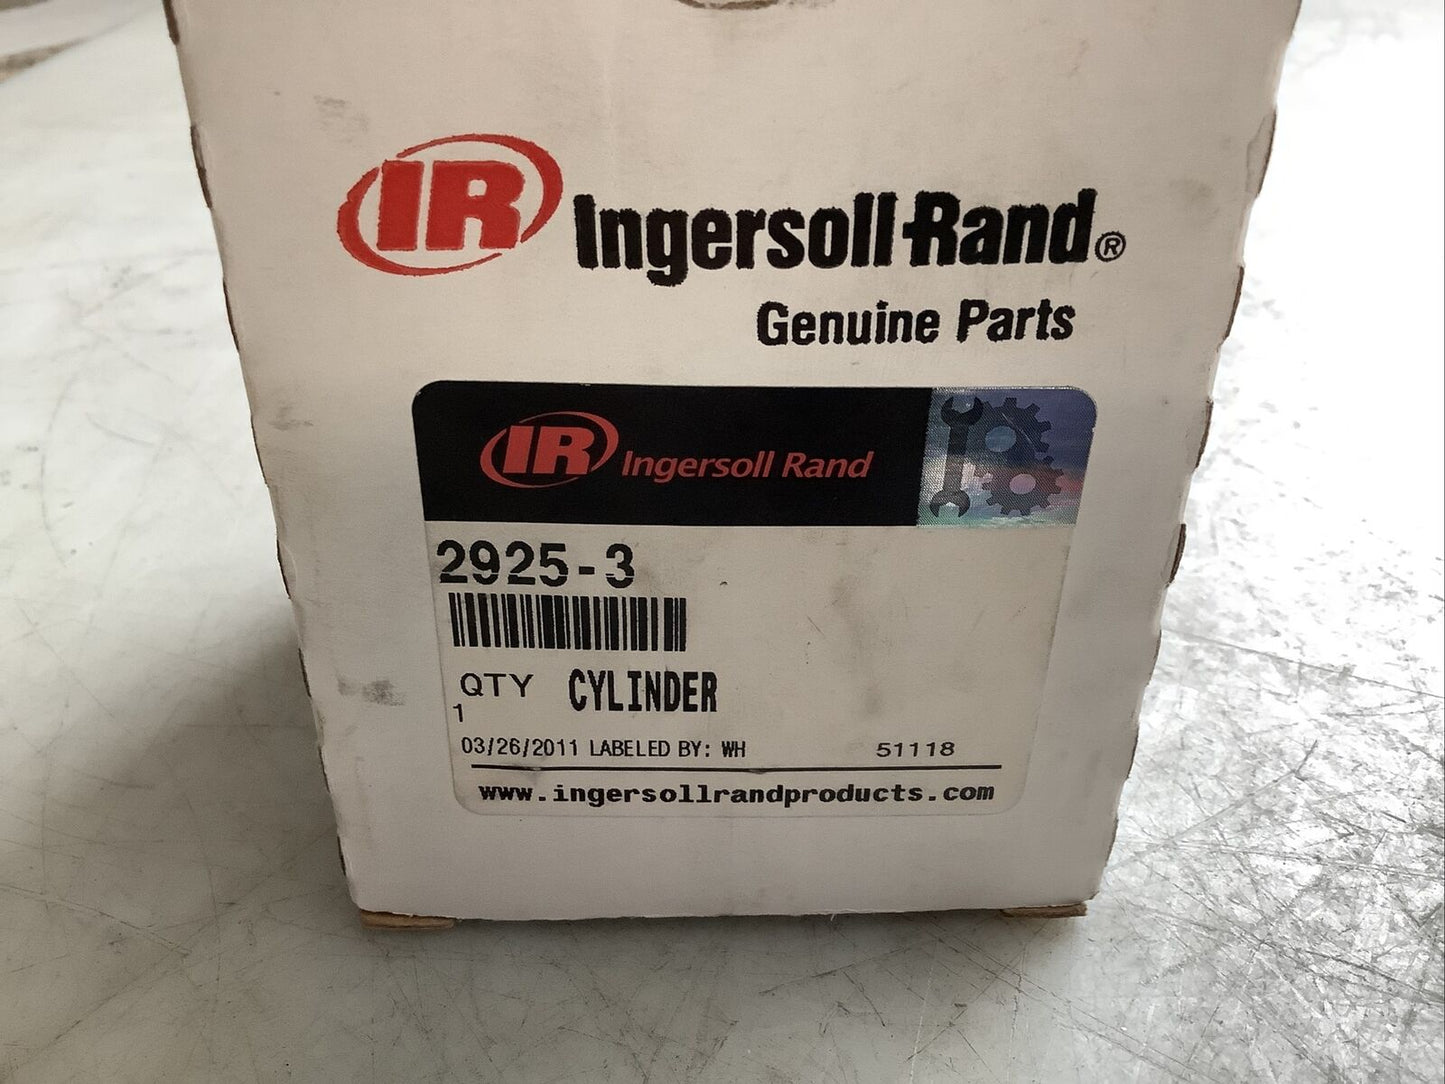 IR Ingersoll-Rand®
Genuine Parts
IR Ingersoll Rand
2925-3
QTY CYLINDER
1
03/26/2011 LABELED BY: WH 51118
www.ingersollrandproducts.com